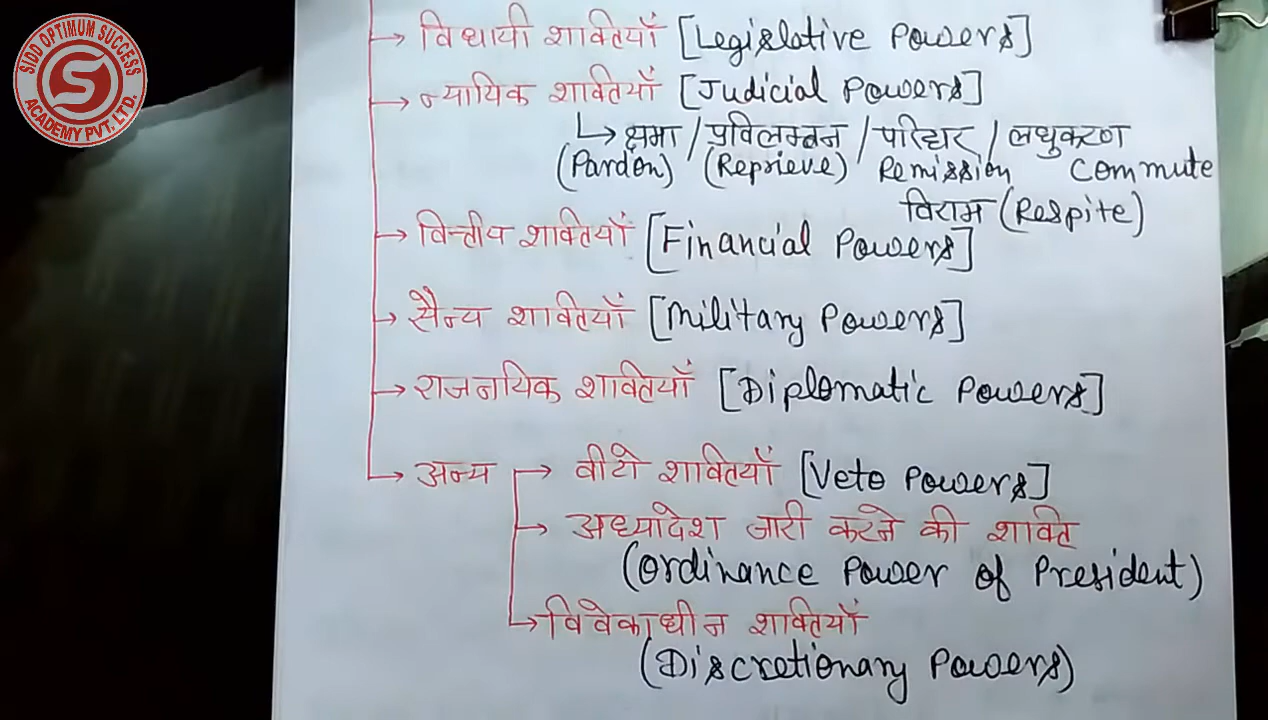 SIDD OPTIMUM SUCCESS
ACADEMY PVT. LTD.
विधायी शक्तियाँ [Legislative Powers]
न्यायिक शक्तियाँ [Judicial Powers]
क्षमा / प्रविलम्बन / परिहार / लघुकरण
(Pardon) (Reprieve) Remission Commute
विराम (Respite)
वित्तीय शक्तियाँ [Financial Powers]
सैन्य शक्तियाँ [Military Powers]
राजनयिक शक्तियाँ [Diplomatic Powers]
अन्य वीटो शक्तियाँ [Veto Powers]
अध्यादेश जारी करने की शक्ति
(Ordinance Power of President)
विवेकाधीन शक्तियाँ
(Discretionary Powers)